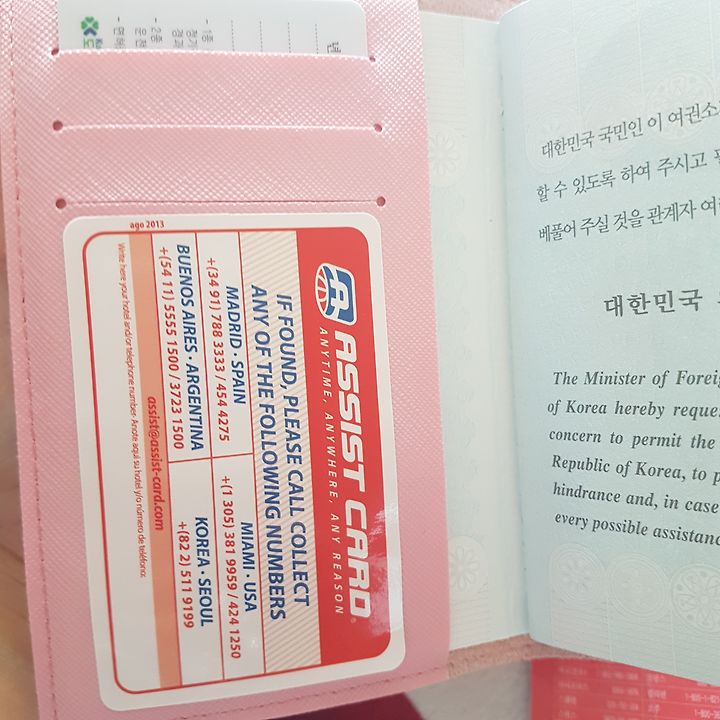 ago 2013
ASSIST CARD
ANYTIME, ANYWHERE, ANY REASON
IF FOUND, PLEASE CALL COLLECT
ANY OF THE FOLLOWING NUMBERS
MADRID · SPAIN
+(34 91) 788 3333 / 454 4275
MIAMI · USA
+(1 305) 381 9959 / 424 1250
BUENOS AIRES · ARGENTINA
+(54 11) 5555 1500 / 3723 1500
KOREA · SEOUL
+(82 2) 511 9199
assist@assist-card.com
Write here your hotel and/or telephone number. Anote aquí su hotel y/o número de teléfono.
대한민국 국민인 이 여권소
할 수 있도록 하여 주시고
베풀어 주실 것을 관계자 여
대한민국
The Minister of Foreig
of Korea hereby reque
concern to permit the
Republic of Korea, to p
hindrance and, in case
every possible assistanc